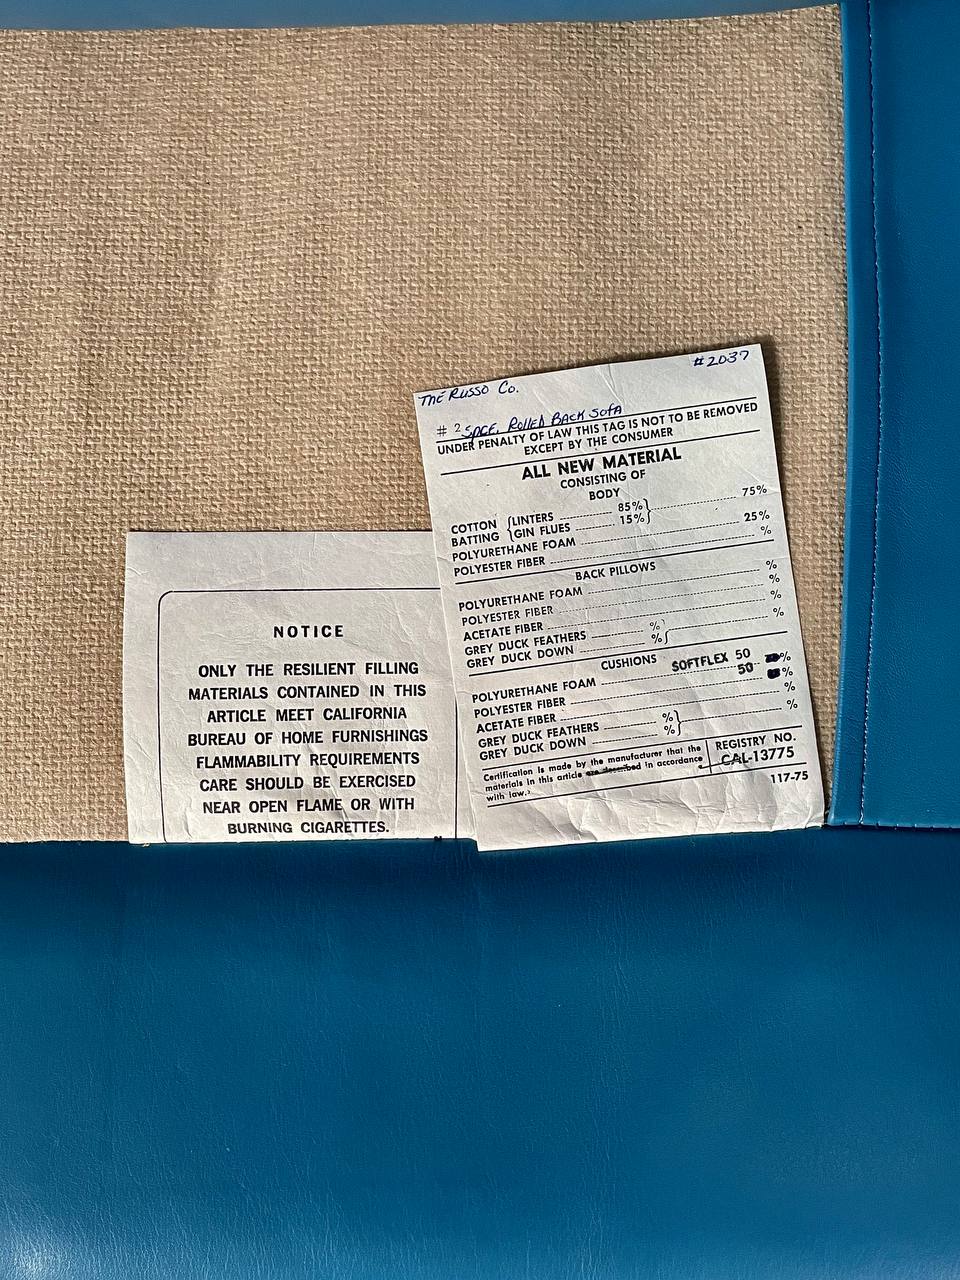 The Russo Co. #2037
# 2 SPCE. Rolled Back Sofa
UNDER PENALTY OF LAW THIS TAG IS NOT TO BE REMOVED
EXCEPT BY THE CONSUMER
ALL NEW MATERIAL
CONSISTING OF
BODY
COTTON BATTING { LINTERS 85% } 75%
GIN FLUES 15%
POLYURETHANE FOAM 25%
POLYESTER FIBER %
BACK PILLOWS
POLYURETHANE FOAM %
POLYESTER FIBER %
ACETATE FIBER %
GREY DUCK FEATHERS % } %
GREY DUCK DOWN %
CUSHIONS
POLYURETHANE FOAM SOFTFLEX 50 %
POLYESTER FIBER 50 %
ACETATE FIBER %
GREY DUCK FEATHERS % } %
GREY DUCK DOWN %
Certification is made by the manufacturer that the
materials in this article are described in accordance
with law.
REGISTRY NO.
CAL-13775
117-75
NOTICE
ONLY THE RESILIENT FILLING
MATERIALS CONTAINED IN THIS
ARTICLE MEET CALIFORNIA
BUREAU OF HOME FURNISHINGS
FLAMMABILITY REQUIREMENTS
CARE SHOULD BE EXERCISED
NEAR OPEN FLAME OR WITH
BURNING CIGARETTES.